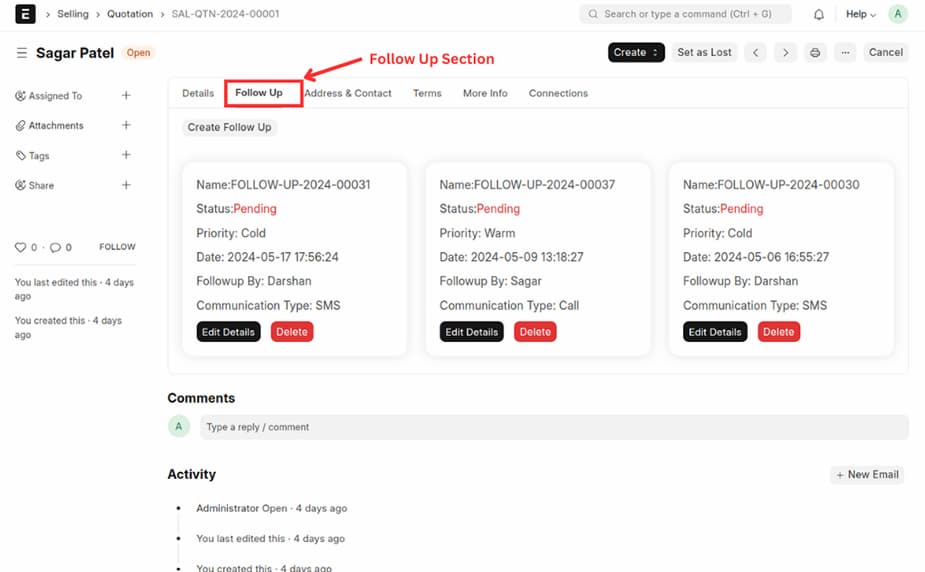 E > Selling > Quotation > SAL-QTN-2024-00001
Search or type a command (Ctrl + G)
Help
A
Sagar Patel Open
Create Set as Lost ... Cancel
Follow Up Section
Assigned To +
Attachments +
Tags +
Share +
0 · 0 FOLLOW
You last edited this · 4 days
ago
You created this · 4 days
ago
Details Follow Up Address & Contact Terms More Info Connections
Create Follow Up
Name:FOLLOW-UP-2024-00031
Status:Pending
Priority: Cold
Date: 2024-05-17 17:56:24
Followup By: Darshan
Communication Type: SMS
Edit Details Delete
Name:FOLLOW-UP-2024-00037
Status:Pending
Priority: Warm
Date: 2024-05-09 13:18:27
Followup By: Sagar
Communication Type: Call
Edit Details Delete
Name:FOLLOW-UP-2024-00030
Status:Pending
Priority: Cold
Date: 2024-05-06 16:55:27
Followup By: Darshan
Communication Type: SMS
Edit Details Delete
Comments
A Type a reply / comment
Activity
+ New Email
Administrator Open · 4 days ago
You last edited this · 4 days ago
You created this · 4 days ago